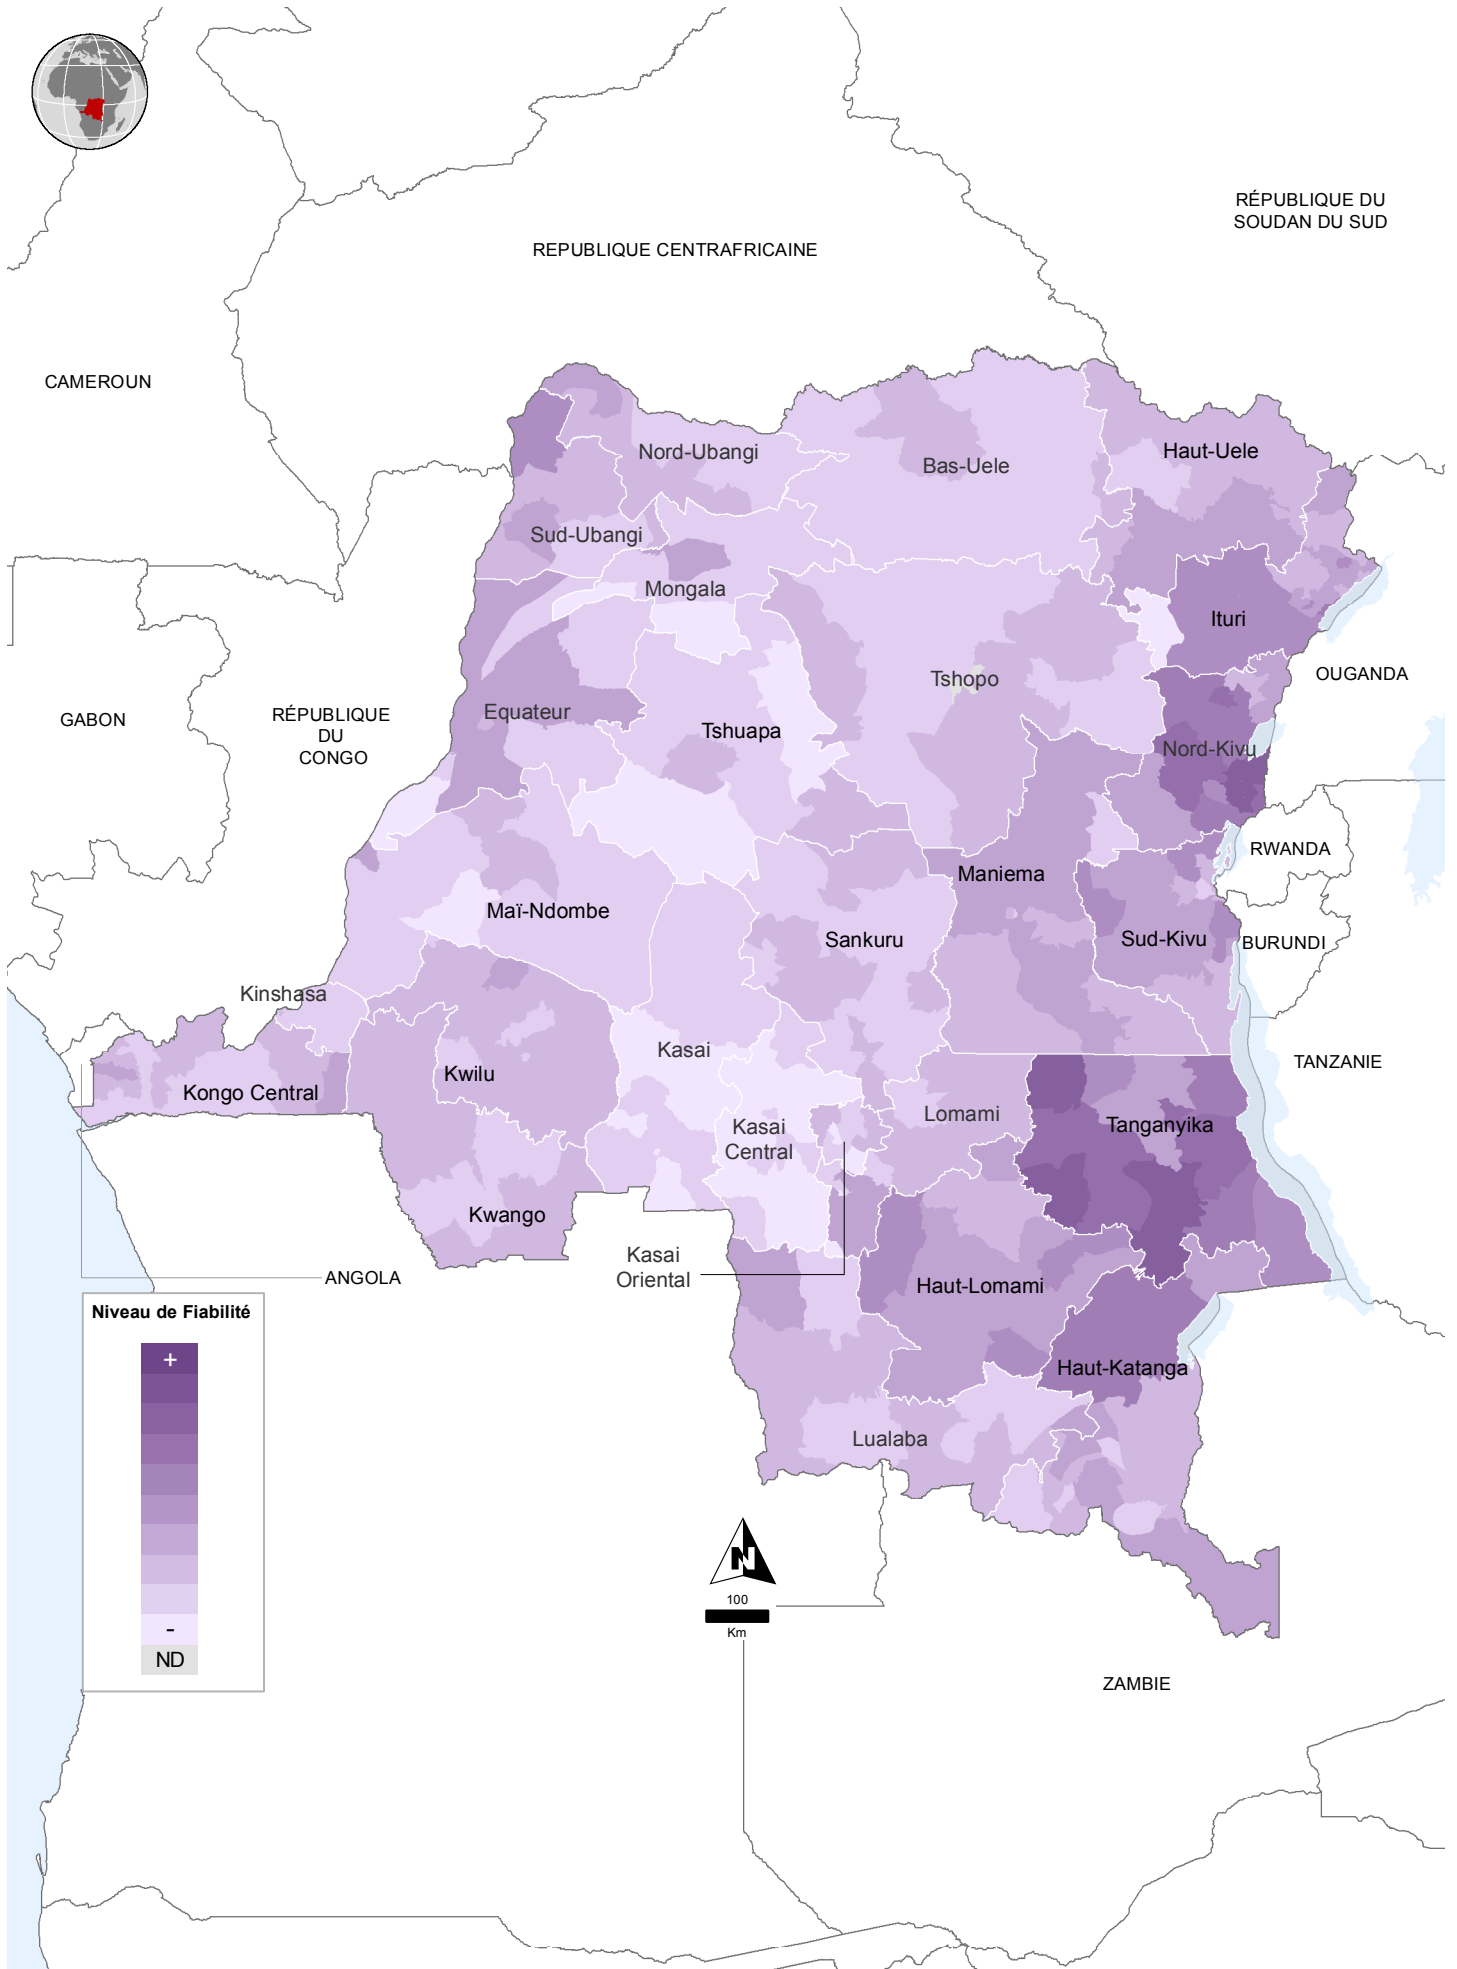 RÉPUBLIQUE DU
SOUDAN DU SUD
REPUBLIQUE CENTRAFRICAINE
CAMEROUN
Nord-Ubangi
Haut-Uele
Bas-Uele
Sud-Ubangi
Mongala
Ituri
OUGANDA
Tshopo
GABON
RÉPUBLIQUE
DU
CONGO
Equateur
Tshuapa
Nord-Kivu
RWANDA
Maniema
Maï-Ndombe
Sankuru
Sud-Kivu
BURUNDI
Kinshasa
Kasai
TANZANIE
Kwilu
Kongo Central
Lomami
Tanganyika
Kasai
Central
Kwango
Kasai
Oriental
ANGOLA
Haut-Lomami
Haut-Katanga
Lualaba
Niveau de Fiabilité
+
-
ND
N
100
Km
ZAMBIE